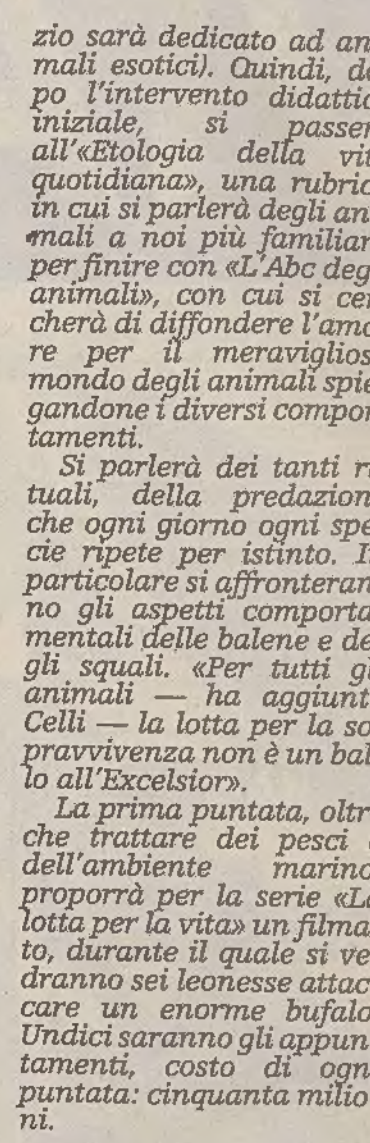 zio sarà dedicato ad ani
mali esotici). Quindi, do
po l'intervento didattic
iniziale, si passer
all'«Etologia della vit
quotidiana», una rubric
in cui si parlerà degli ani
mali a noi più familiar
per finire con «L'Abc degl
animali», con cui si cer
cherà di diffondere l'amo
re per il meraviglios
mondo degli animali spie
gandone i diversi compor
tamenti.
Si parlerà dei tanti ri
tuali, della predazion
che ogni giorno ogni spe
cie ripete per istinto. I
particolare si affronteran
no gli aspetti comporta
mentali delle balene e de
gli squali. «Per tutti gl
animali — ha aggiunt
Celli — la lotta per la so
pravvivenza non è un bal
lo all'Excelsior».
La prima puntata, oltr
che trattare dei pesci e
dell'ambiente marino
proporrà per la serie «La
lotta per la vita» un filma
to, durante il quale si ve
dranno sei leonesse attac
care un enorme bufalo
Undici saranno gli appun
tamenti, costo di ogn
puntata: cinquanta milio
ni.